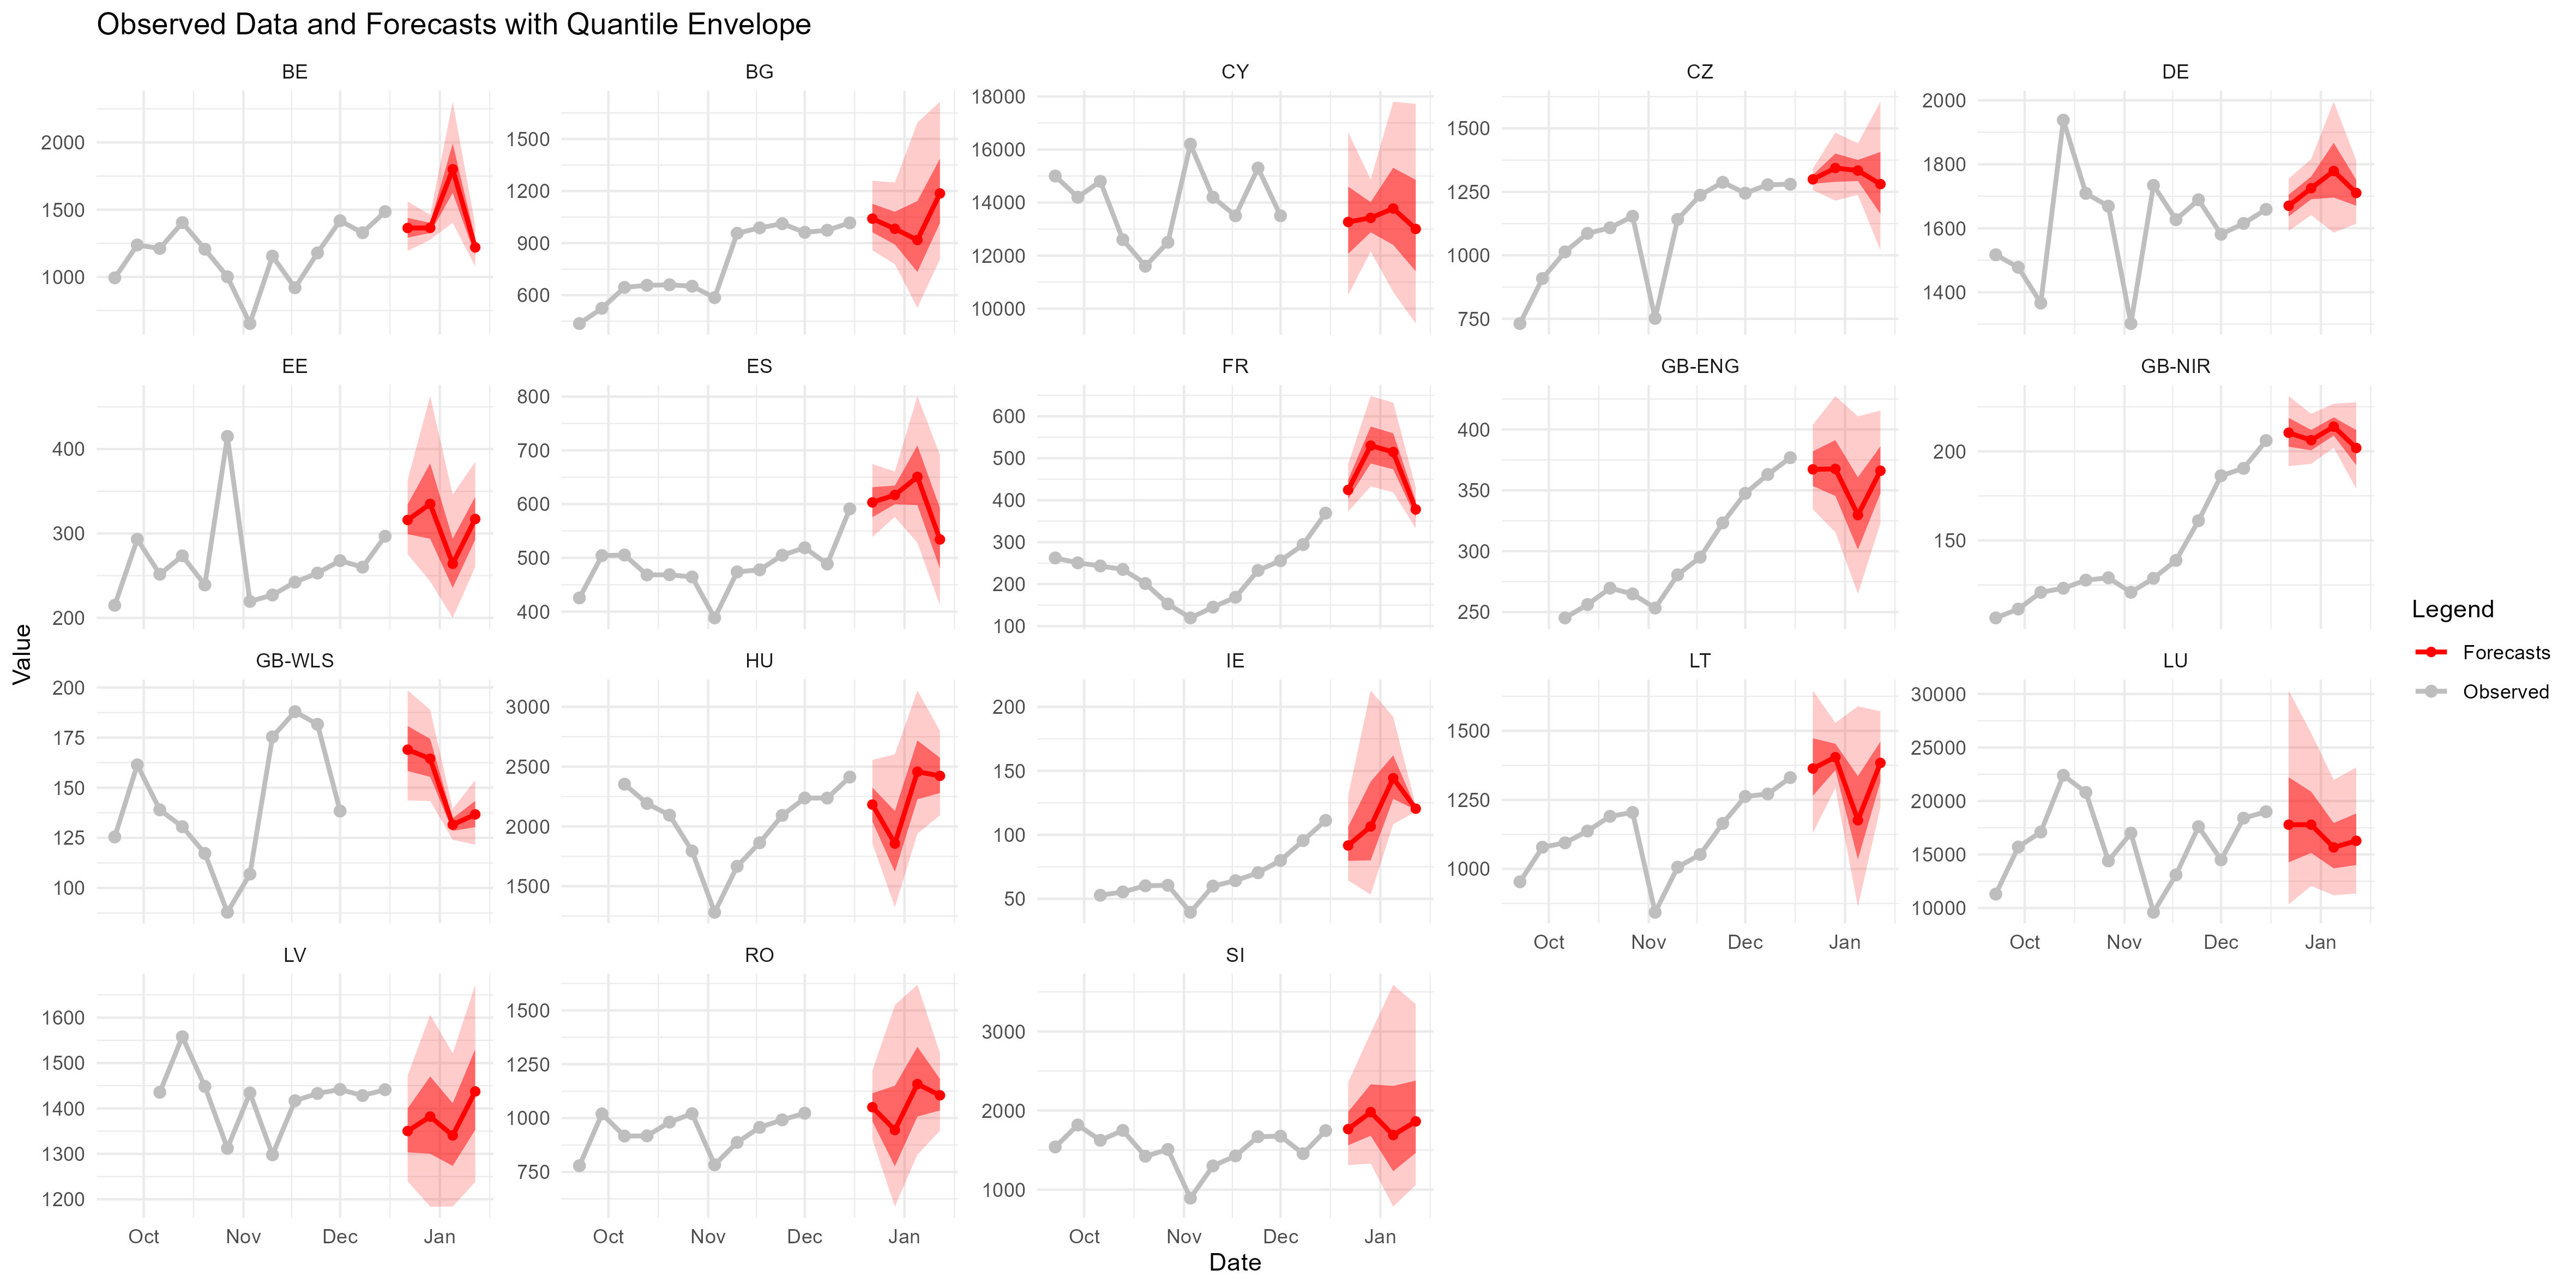 Observed Data and Forecasts with Quantile Envelope
BE
BG
CY
CZ
DE
2000
1500
1000
1500
1200
900
600
18000
16000
14000
12000
10000
1500
1250
1000
750
2000
1800
1600
1400
EE
ES
FR
GB-ENG
GB-NIR
400
300
200
800
700
600
500
400
600
500
400
300
200
100
400
350
300
250
200
150
GB-WLS
HU
IE
LT
LU
200
175
150
125
100
3000
2500
2000
1500
200
150
100
50
1500
1250
1000
30000
25000
20000
15000
10000
Oct Nov Dec Jan
Oct Nov Dec Jan
LV
RO
SI
1600
1500
1400
1300
1200
1500
1250
1000
750
3000
2000
1000
Oct Nov Dec Jan
Oct Nov Dec Jan
Oct Nov Dec Jan
Value
Date
Legend
Forecasts
Observed